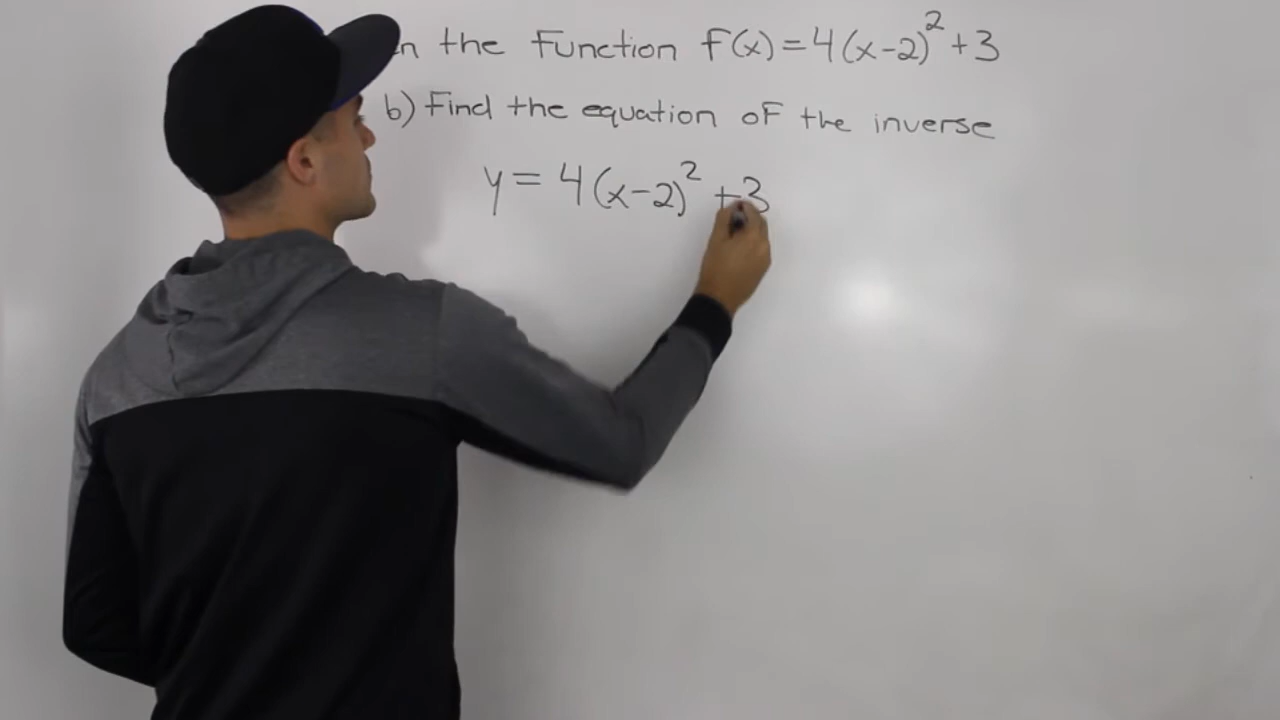 the function f(x)=4(x-2)²+3
b) Find the equation of the inverse
y = 4(x-2)² +3